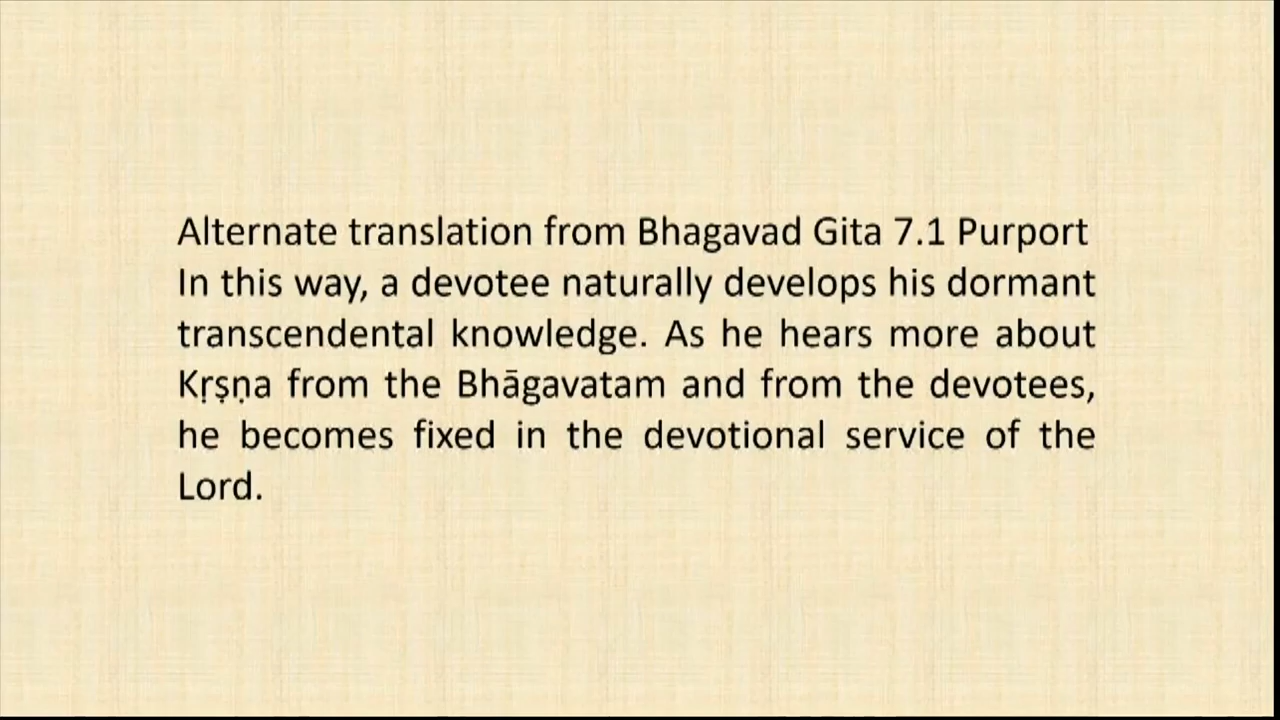 Alternate translation from Bhagavad Gita 7.1 Purport
In this way, a devotee naturally develops his dormant
transcendental knowledge. As he hears more about
Kṛṣṇa from the Bhāgavatam and from the devotees,
he becomes fixed in the devotional service of the
Lord.